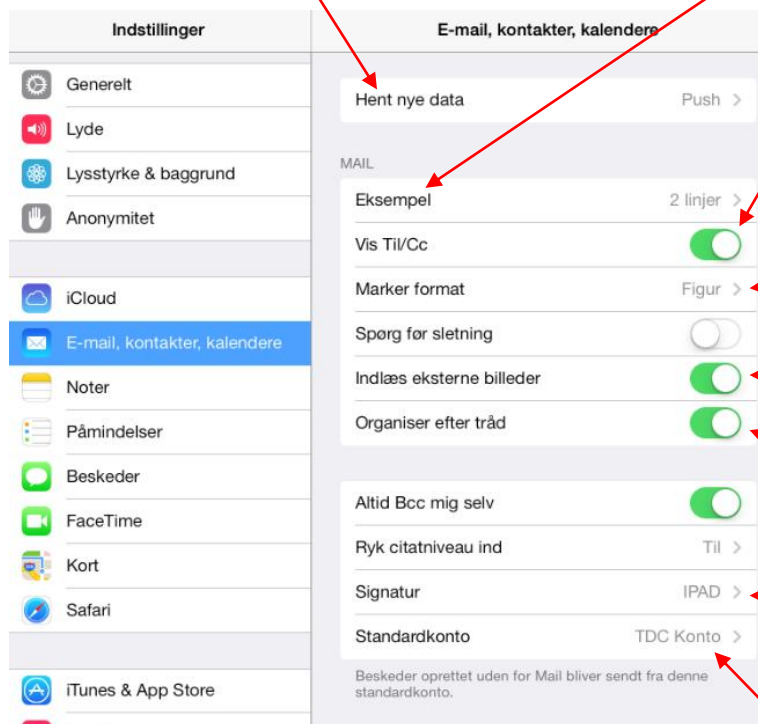 Indstillinger
Generelt
Lyde
Lysstyrke & baggrund
Anonymitet
iCloud
E-mail, kontakter, kalendere
Noter
Påmindelser
Beskeder
FaceTime
Kort
Safari
iTunes & App Store
E-mail, kontakter, kalendere
Hent nye data Push >
MAIL
Eksempel 2 linjer >
Vis Til/Cc
Marker format Figur >
Spørg før sletning
Indlæs eksterne billeder
Organiser efter tråd
Altid Bcc mig selv
Ryk citatniveau ind Til >
Signatur IPAD >
Standardkonto TDC Konto >
Beskeder oprettet uden for Mail bliver sendt fra denne
standardkonto.